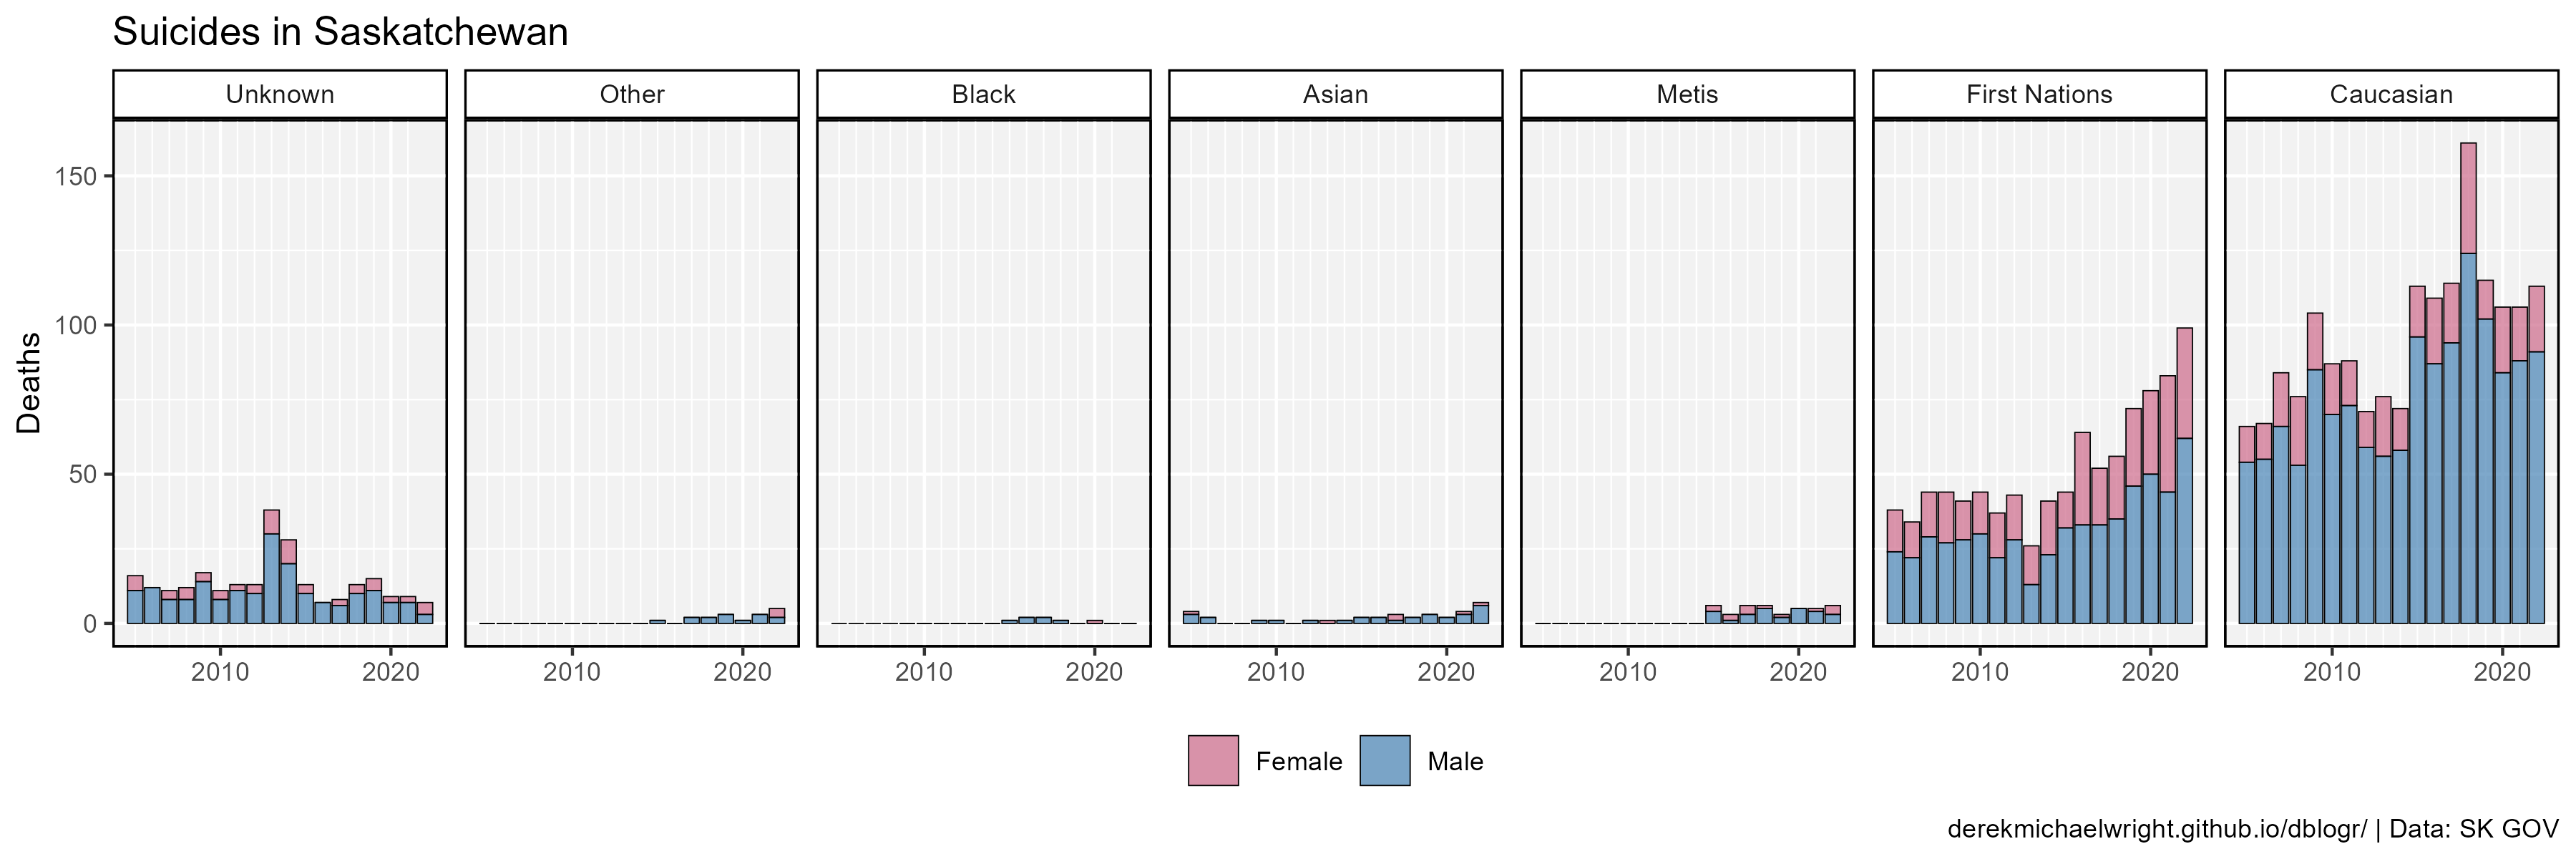 Suicides in Saskatchewan
Unknown Other Black Asian Metis First Nations Caucasian
150
100
50
0
Deaths
2010 2020 2010 2020 2010 2020 2010 2020 2010 2020 2010 2020 2010 2020
Female Male
derekmichaelwright.github.io/dblogr/ | Data: SK GOV